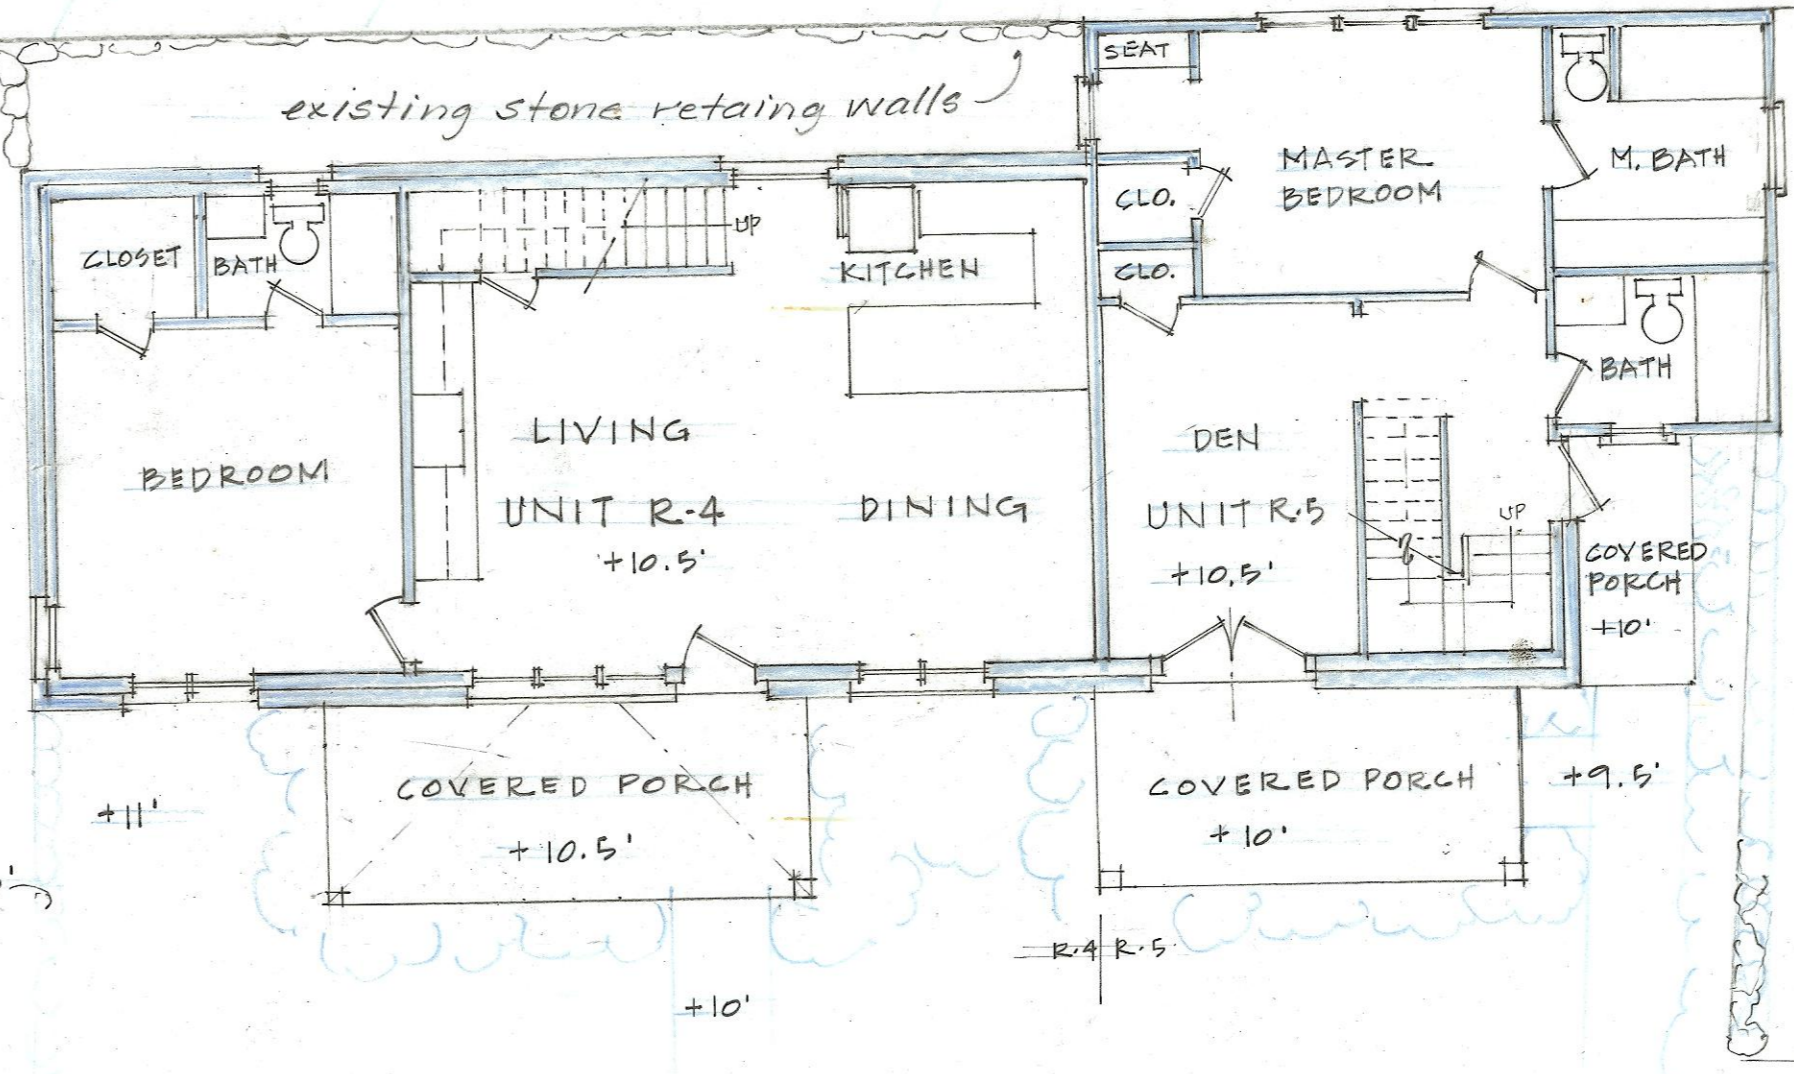 SEAT
existing stone retaing walls
MASTER
BEDROOM
M. BATH
CLO.
UP
CLOSET
BATH
KITCHEN
CLO.
BATH
LIVING
DEN
BEDROOM
UNIT R-4
DINING
UNIT R.5
UP
+10.5'
+10.5'
COVERED
PORCH
+10'
COVERED PORCH
+10.5'
COVERED PORCH
+10'
+9.5'
+11'
R.4 R.5
+10'